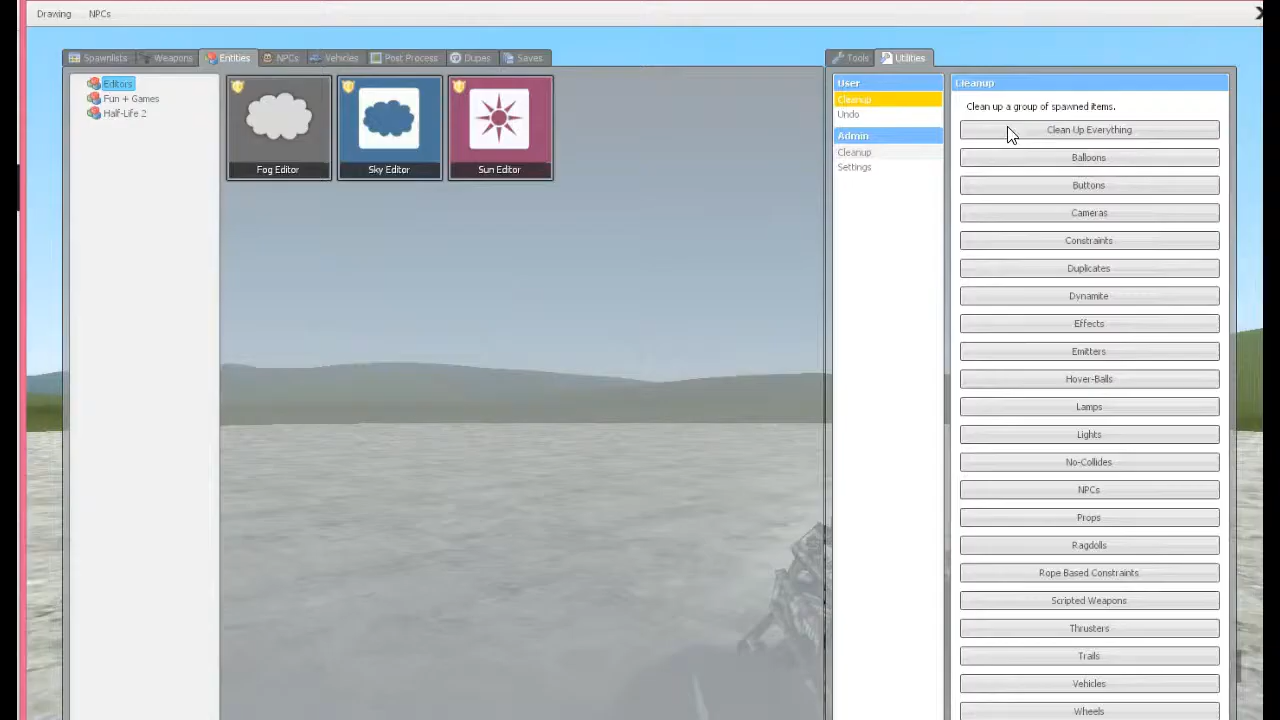 Drawing NPCs
Spawnlists Weapons Entities NPCs Vehicles Post Process Dupes Saves
Tools Utilities
Editors
Fun + Games
Half-Life 2
Fog Editor
Sky Editor
Sun Editor
User
Cleanup
Undo
Admin
Cleanup
Settings
Cleanup
Clean up a group of spawned items.
Clean Up Everything
Balloons
Buttons
Cameras
Constraints
Duplicates
Dynamite
Effects
Emitters
Hover-Balls
Lamps
Lights
No-Collides
NPCs
Props
Ragdolls
Rope Based Constraints
Scripted Weapons
Thrusters
Trails
Vehicles
Wheels